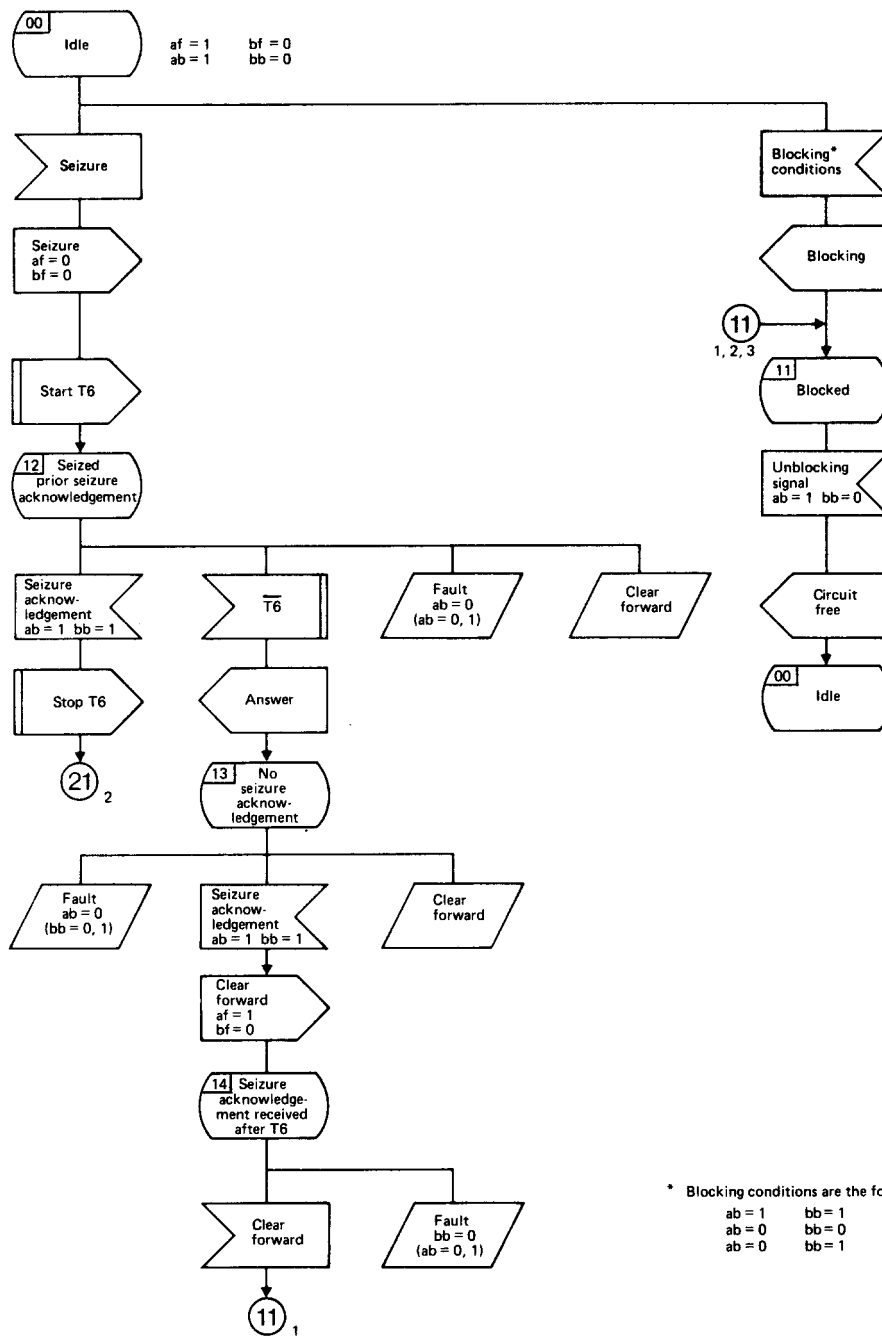 00
Idle
af = 1 bf = 0
ab = 1 bb = 0
Seizure
Blocking*
conditions
Seizure
af = 0
bf = 0
Blocking
11
1, 2, 3
Start T6
11
Blocked
12 Seized
prior seizure
acknowledgement
Unblocking
signal
ab = 1 bb = 0
Seizure
acknow-
ledgement
ab = 1 bb = 1
T6
Fault
ab = 0
(ab = 0, 1)
Clear
forward
Circuit
free
Stop T6
Answer
00
Idle
21 2
13 No
seizure
acknow-
ledgement
Fault
ab = 0
(bb = 0, 1)
Seizure
acknow-
ledgement
ab = 1 bb = 1
Clear
forward
Clear
forward
af = 1
bf = 0
14 Seizure
acknowledge-
ment received
after T6
Clear
forward
Fault
bb = 0
(ab = 0, 1)
* Blocking conditions are the fo
ab = 1 bb = 1
ab = 0 bb = 0
ab = 0 bb = 1
11 1